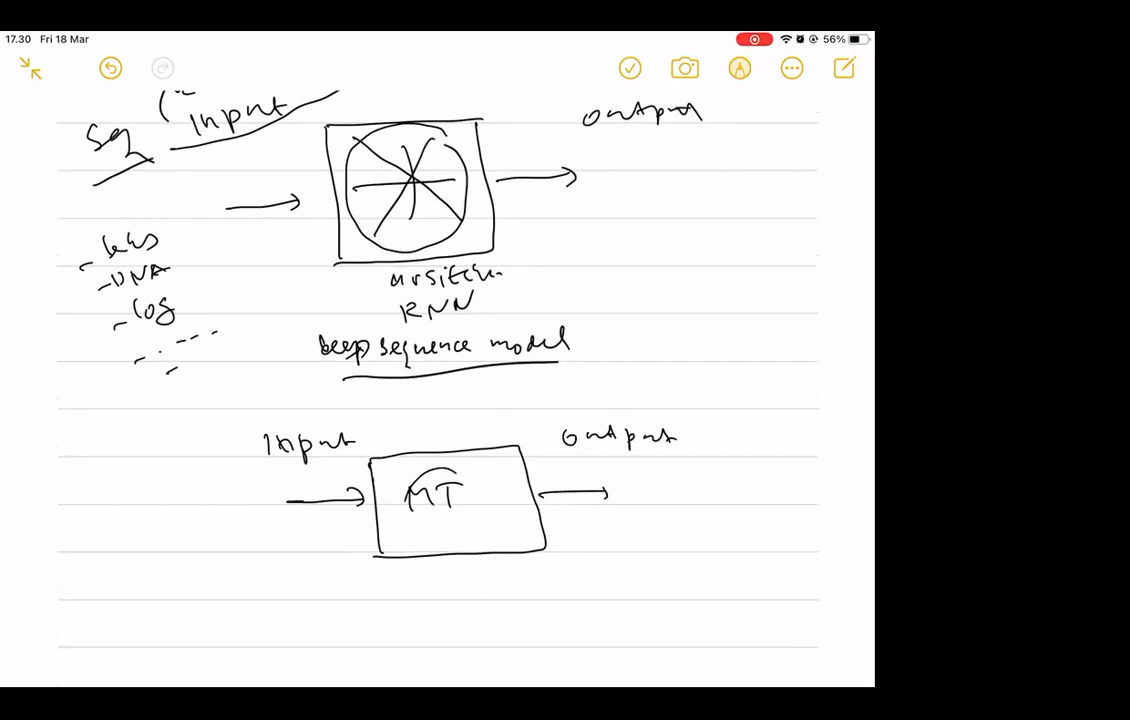 17.30 Fri 18 Mar
56%
input
output
Seq
- DNA
- log
RNN
Deep sequence model
Input
output
MT